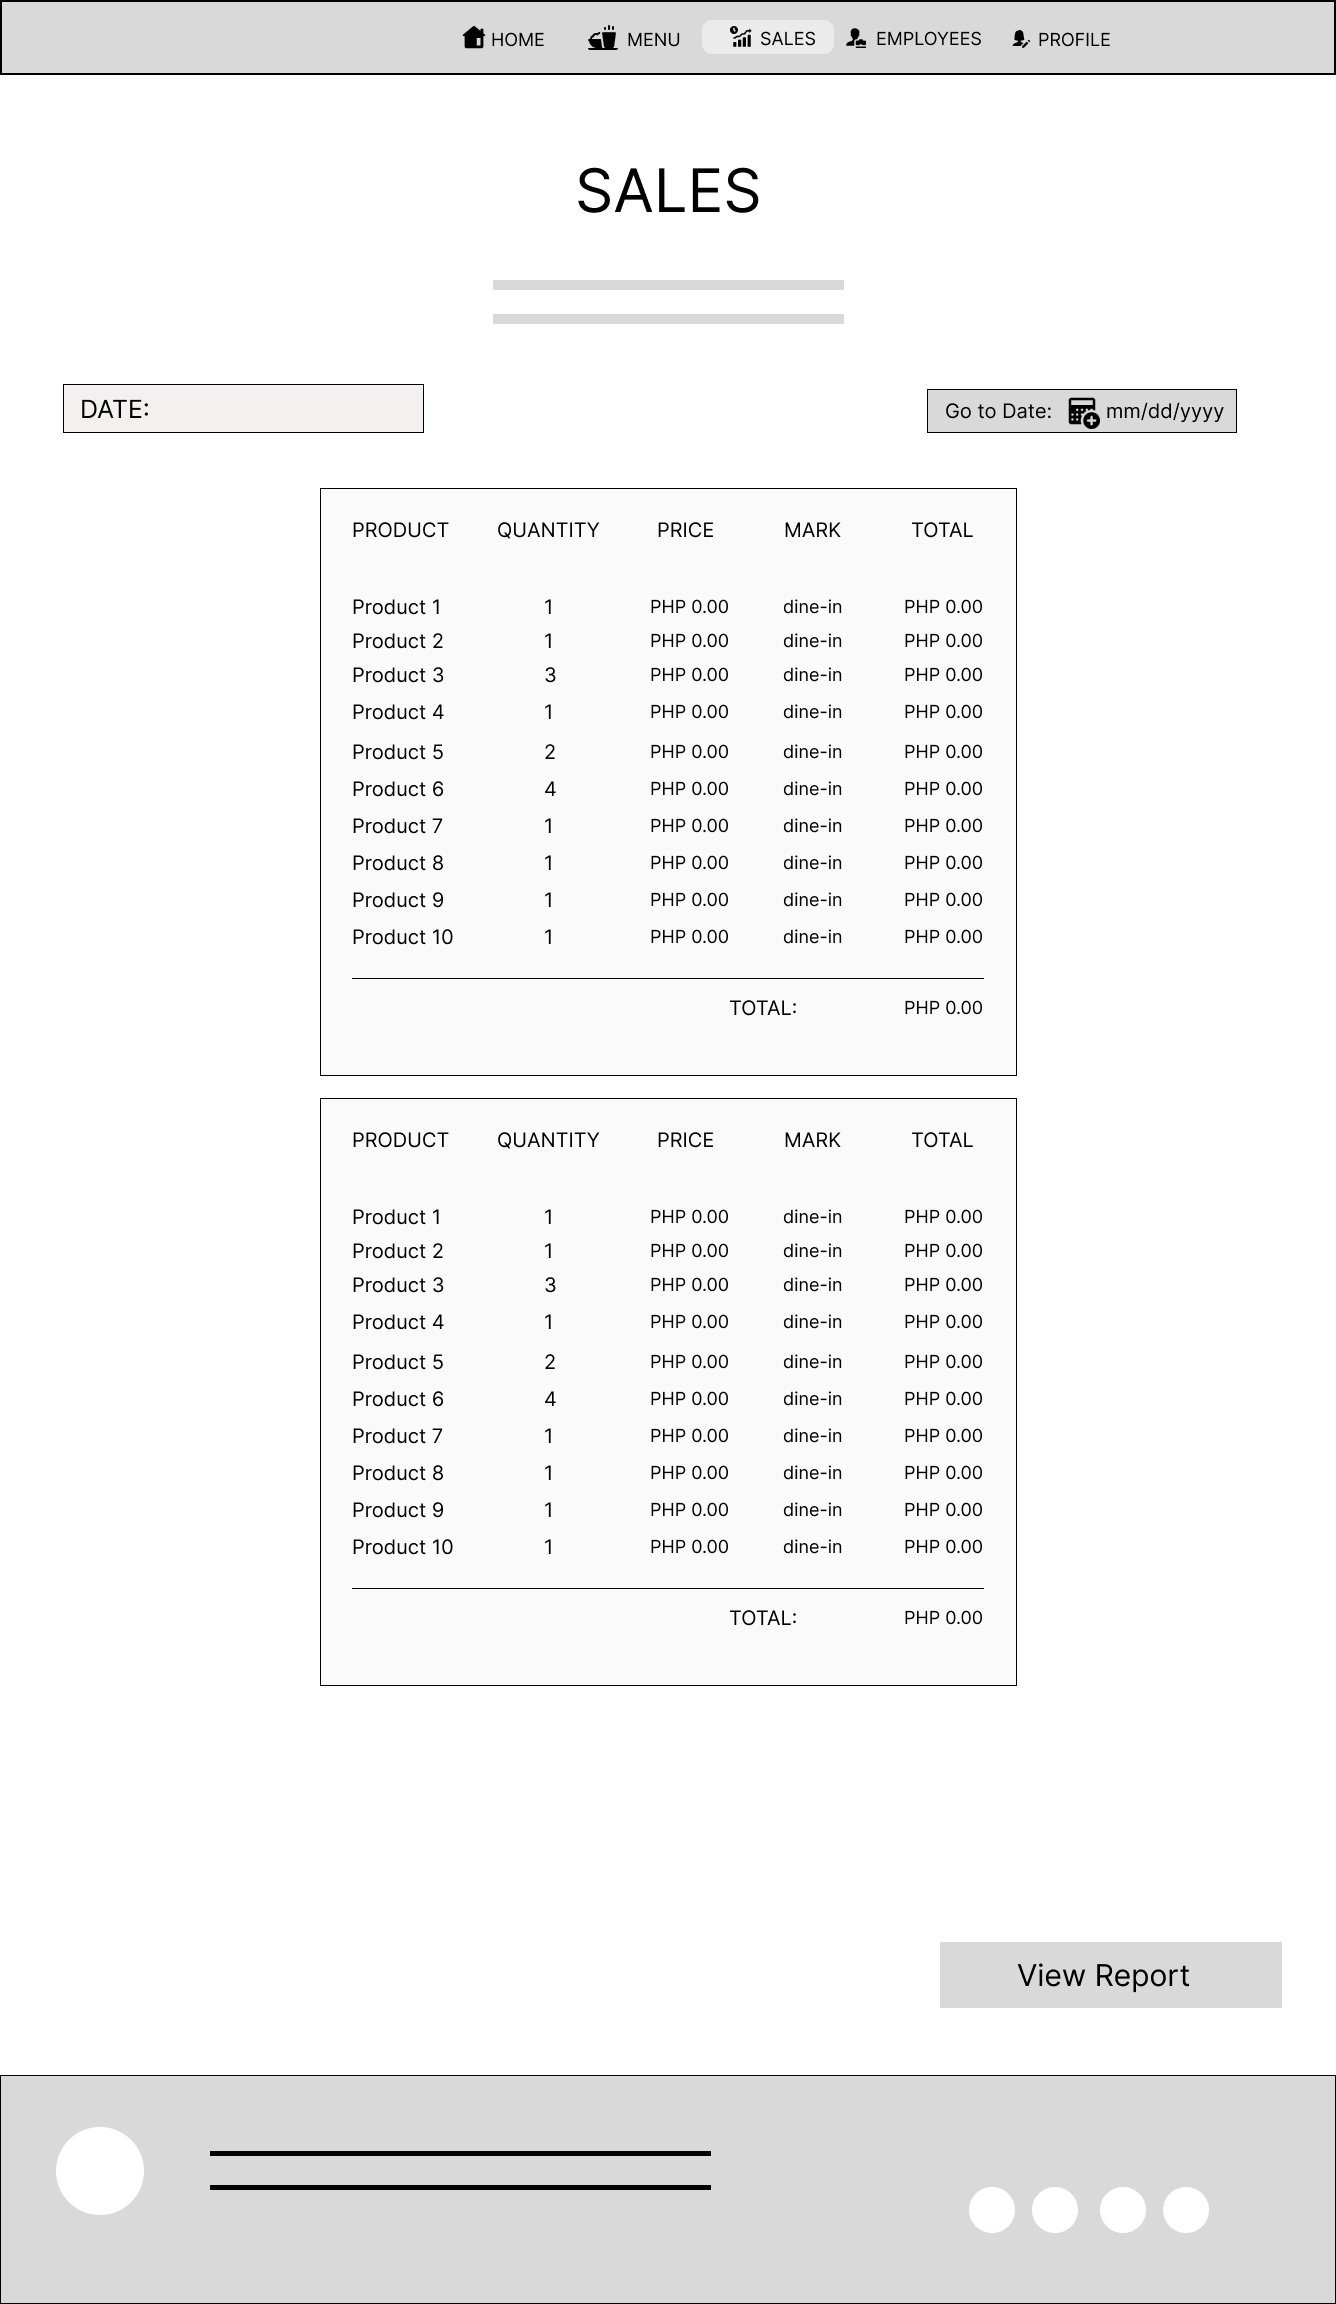 HOME MENU SALES EMPLOYEES PROFILE
SALES
DATE:
Go to Date: mm/dd/yyyy
PRODUCT QUANTITY PRICE MARK TOTAL
Product 1 1 PHP 0.00 dine-in PHP 0.00
Product 2 1 PHP 0.00 dine-in PHP 0.00
Product 3 3 PHP 0.00 dine-in PHP 0.00
Product 4 1 PHP 0.00 dine-in PHP 0.00
Product 5 2 PHP 0.00 dine-in PHP 0.00
Product 6 4 PHP 0.00 dine-in PHP 0.00
Product 7 1 PHP 0.00 dine-in PHP 0.00
Product 8 1 PHP 0.00 dine-in PHP 0.00
Product 9 1 PHP 0.00 dine-in PHP 0.00
Product 10 1 PHP 0.00 dine-in PHP 0.00
TOTAL: PHP 0.00
PRODUCT QUANTITY PRICE MARK TOTAL
Product 1 1 PHP 0.00 dine-in PHP 0.00
Product 2 1 PHP 0.00 dine-in PHP 0.00
Product 3 3 PHP 0.00 dine-in PHP 0.00
Product 4 1 PHP 0.00 dine-in PHP 0.00
Product 5 2 PHP 0.00 dine-in PHP 0.00
Product 6 4 PHP 0.00 dine-in PHP 0.00
Product 7 1 PHP 0.00 dine-in PHP 0.00
Product 8 1 PHP 0.00 dine-in PHP 0.00
Product 9 1 PHP 0.00 dine-in PHP 0.00
Product 10 1 PHP 0.00 dine-in PHP 0.00
TOTAL: PHP 0.00
View Report